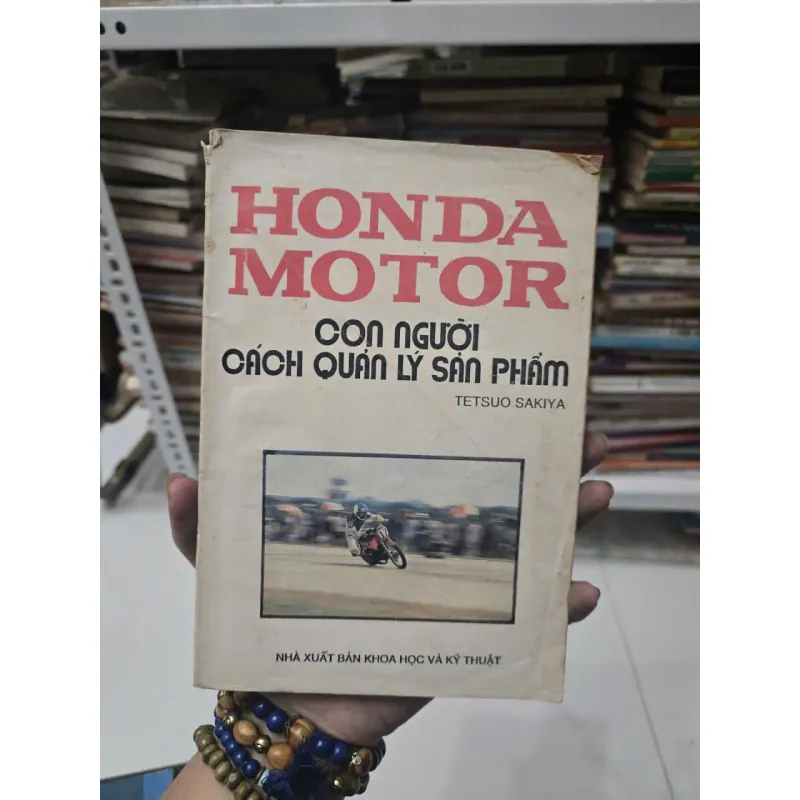 HONDA
MOTOR
CON NGƯỜI
CÁCH QUẢN LÝ SẢN PHẨM
TETSUO SAKIYA
NHÀ XUẤT BẢN KHOA HỌC VÀ KỸ THUẬT